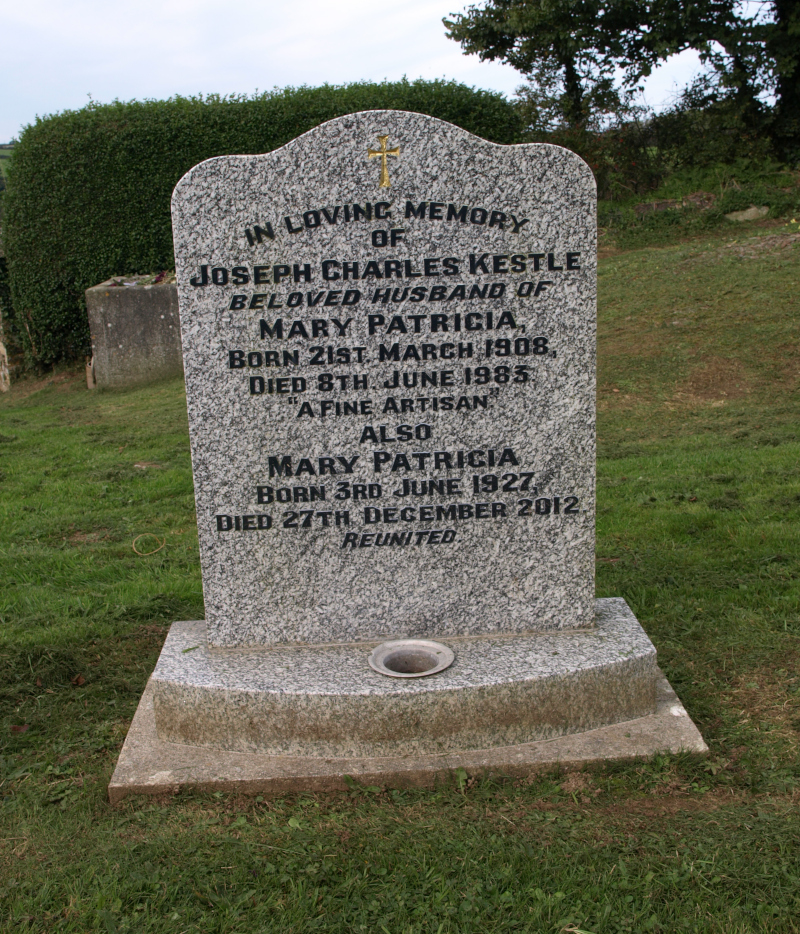 IN LOVING MEMORY
OF
JOSEPH CHARLES KESTLE
BELOVED HUSBAND OF
MARY PATRICIA,
BORN 21ST. MARCH 1908,
DIED 8TH. JUNE 1983.
"A FINE ARTISAN."
ALSO
MARY PATRICIA
BORN 3RD JUNE 1927,
DIED 27TH DECEMBER 2012.
REUNITED